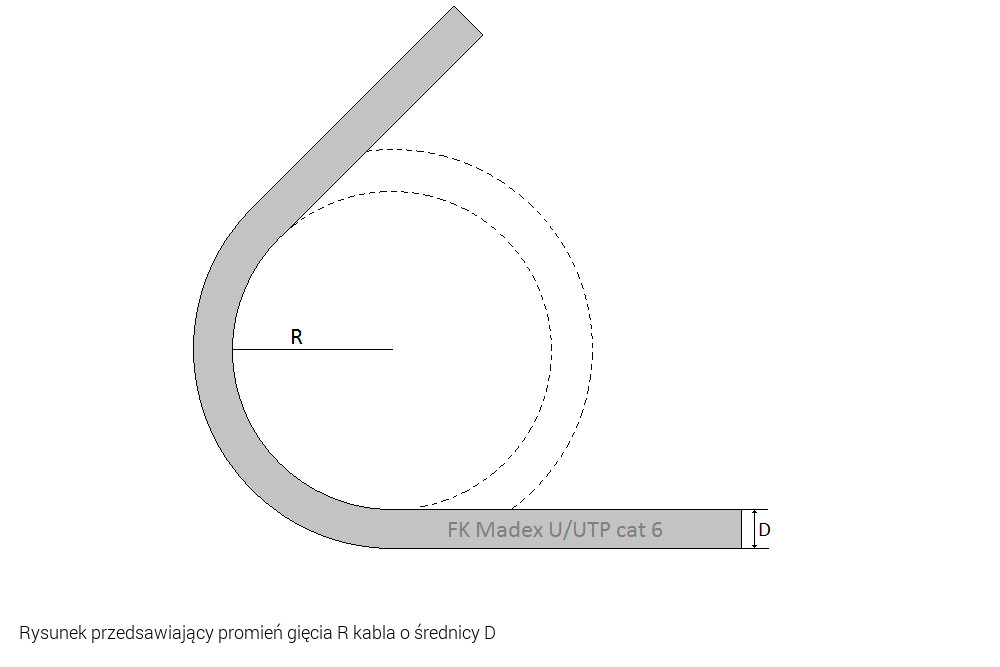 R
FK Madex U/UTP cat 6
D
Rysunek przedsawiający promień gięcia R kabla o średnicy D